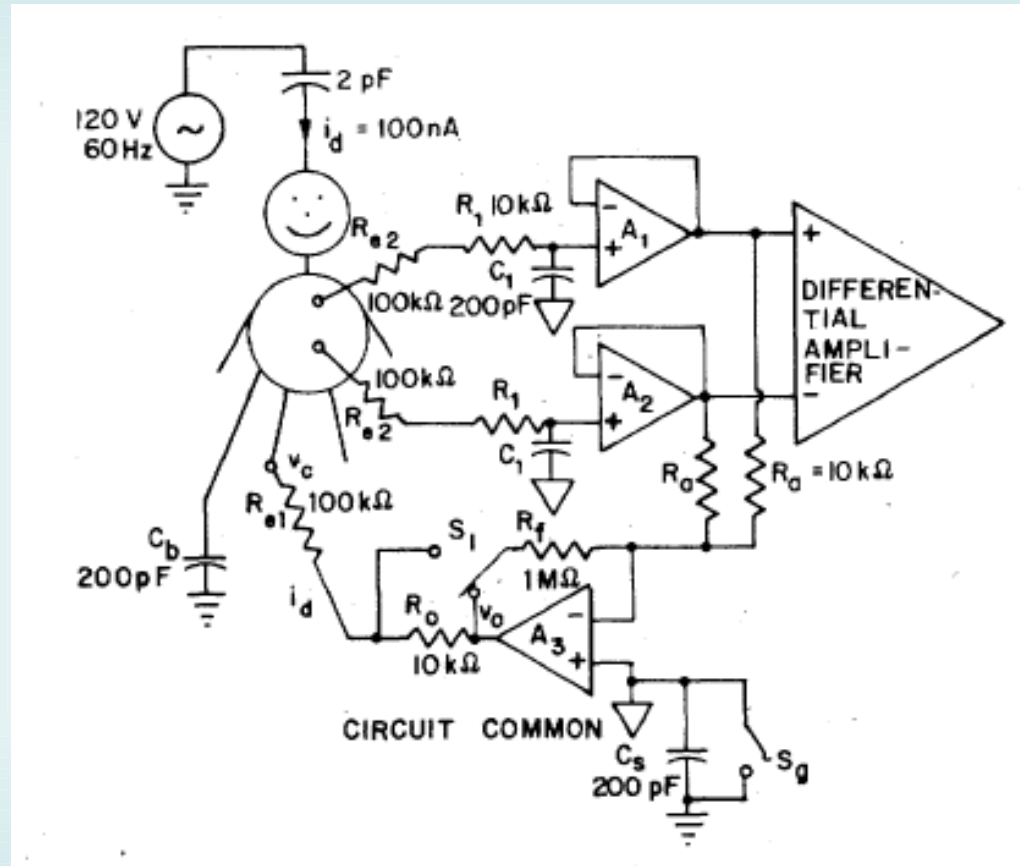 2 pF
120 V
60 Hz
~
i_d = 100nA
R_e2
R_1 10kΩ
A_1
-
+
C_1
100kΩ 200pF
+
DIFFEREN-
TIAL
AMPLI-
FIER
-
100kΩ
R_e2
R_1
A_2
-
+
C_1
v_c
R_e1
100kΩ
R_a
R_a = 10kΩ
C_b
200pF
S_1
R_f
1MΩ
i_d
R_o
10kΩ
v_o
A_3
-
+
CIRCUIT COMMON
C_s
200 pF
S_g